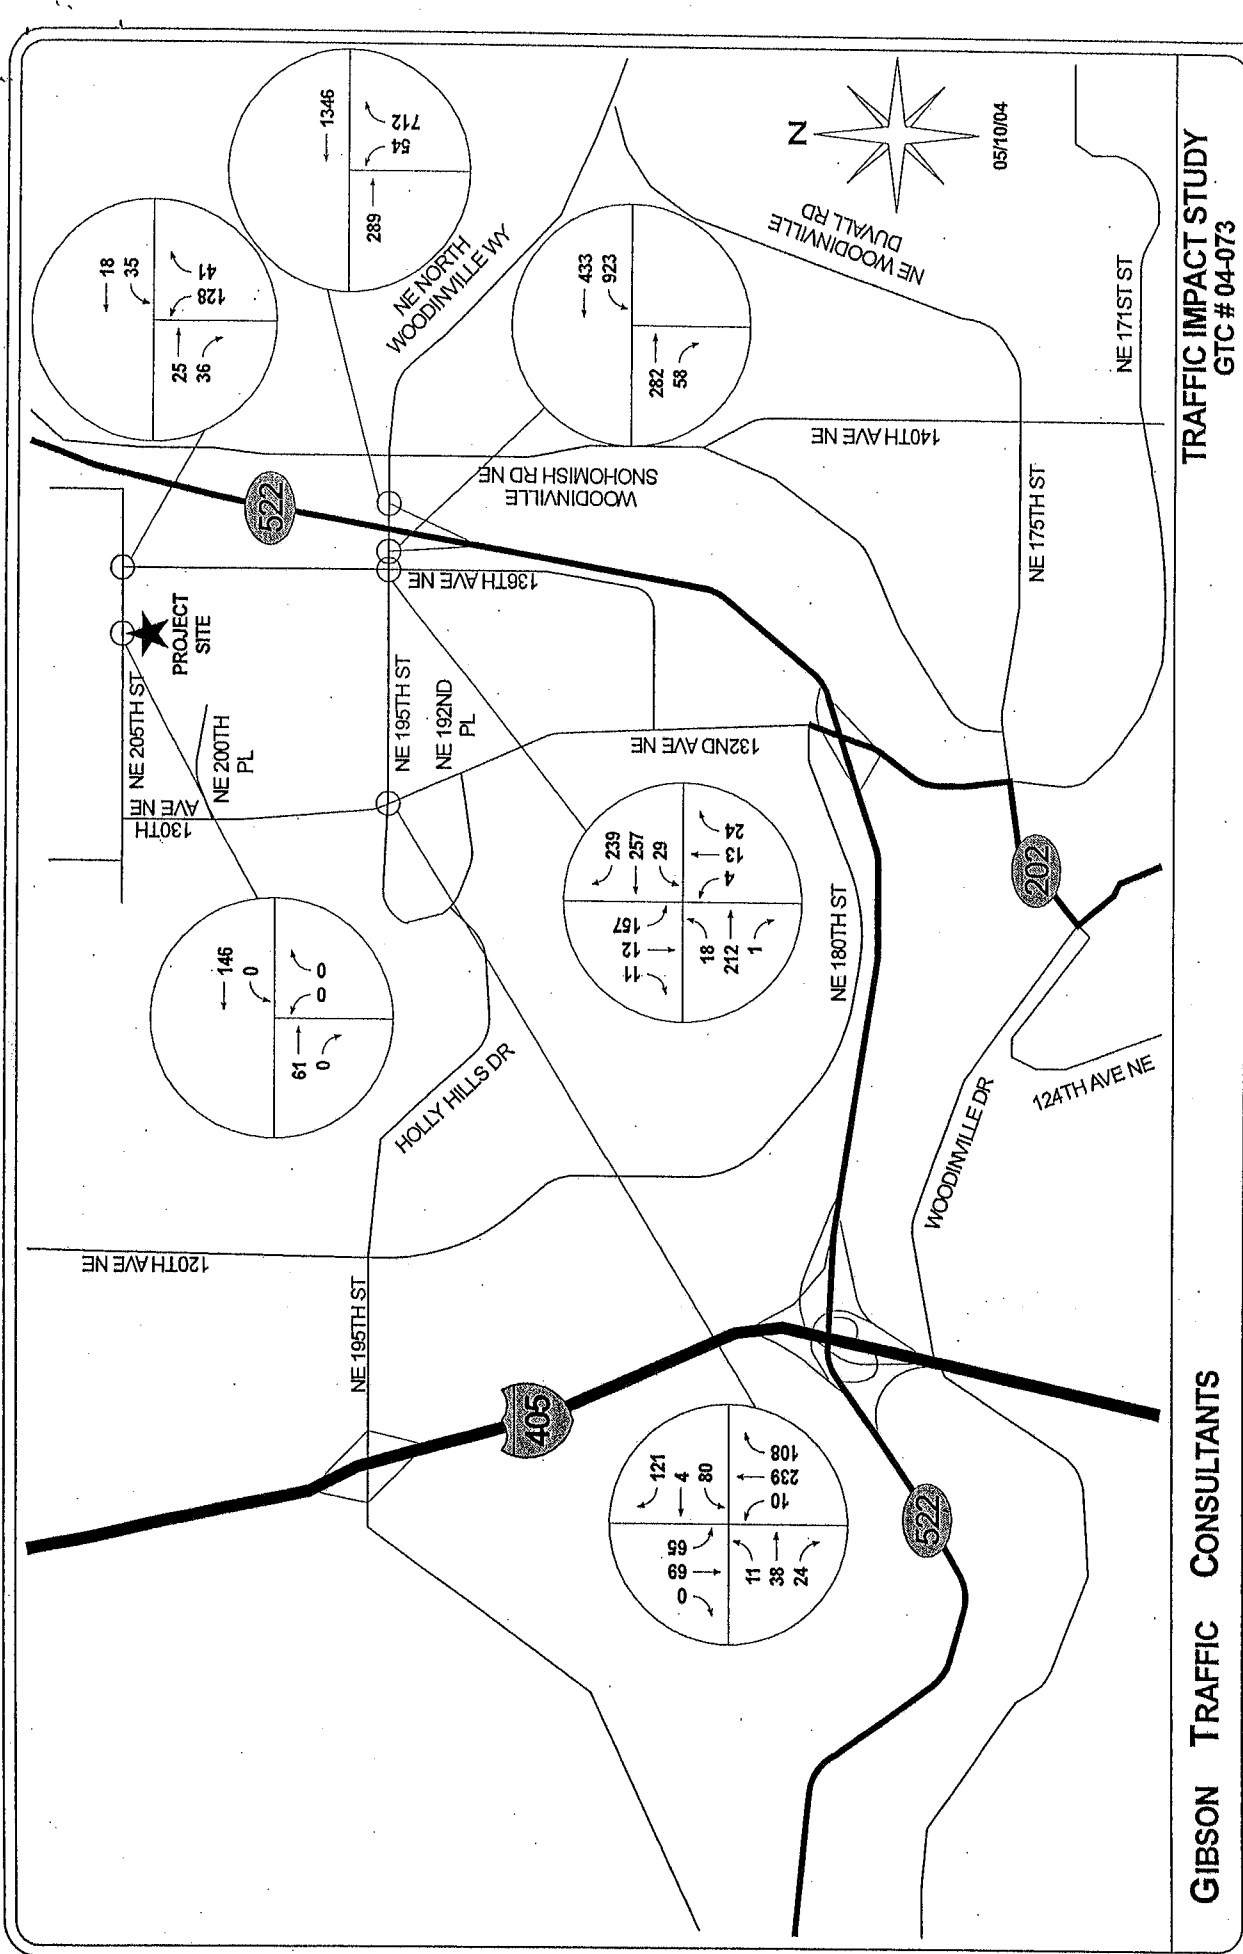 18
35
25
36
128
41
1346
289
54
712
NE NORTH
WOODINVILLE WY
433
923
282
58
N
05/10/04
NE WOODINVILLE
DUVALL RD
NE 171ST ST
140TH AVE NE
NE 175TH ST
WOODINVILLE
SNOHOMISH RD NE
522
136TH AVE NE
PROJECT
SITE
NE 205TH ST
NE 200TH
PL
130TH
AVE NE
NE 195TH ST
NE 192ND
PL
132ND AVE NE
146
0
61
0
0
0
239
257
29
11
12
157
18
212
1
4
13
24
NE 180TH ST
202
HOLLY HILLS DR
120TH AVE NE
NE 195TH ST
405
WOODINVILLE DR
124TH AVE NE
121
4
80
0
69
65
11
38
24
10
239
108
522
GIBSON TRAFFIC CONSULTANTS
TRAFFIC IMPACT STUDY
GTC # 04-073